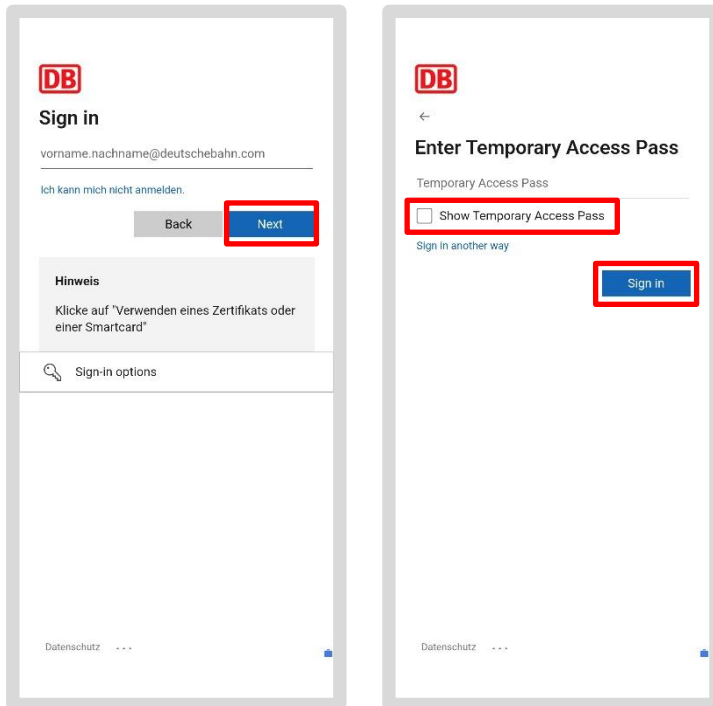 DB
Sign in
vorname.nachname@deutschebahn.com
Ich kann mich nicht anmelden.
Back
Next
Hinweis
Klicke auf "Verwenden eines Zertifikats oder
einer Smartcard"
Sign-in options
Datenschutz ...
DB
Enter Temporary Access Pass
Temporary Access Pass
Show Temporary Access Pass
Sign in another way
Sign in
Datenschutz ...